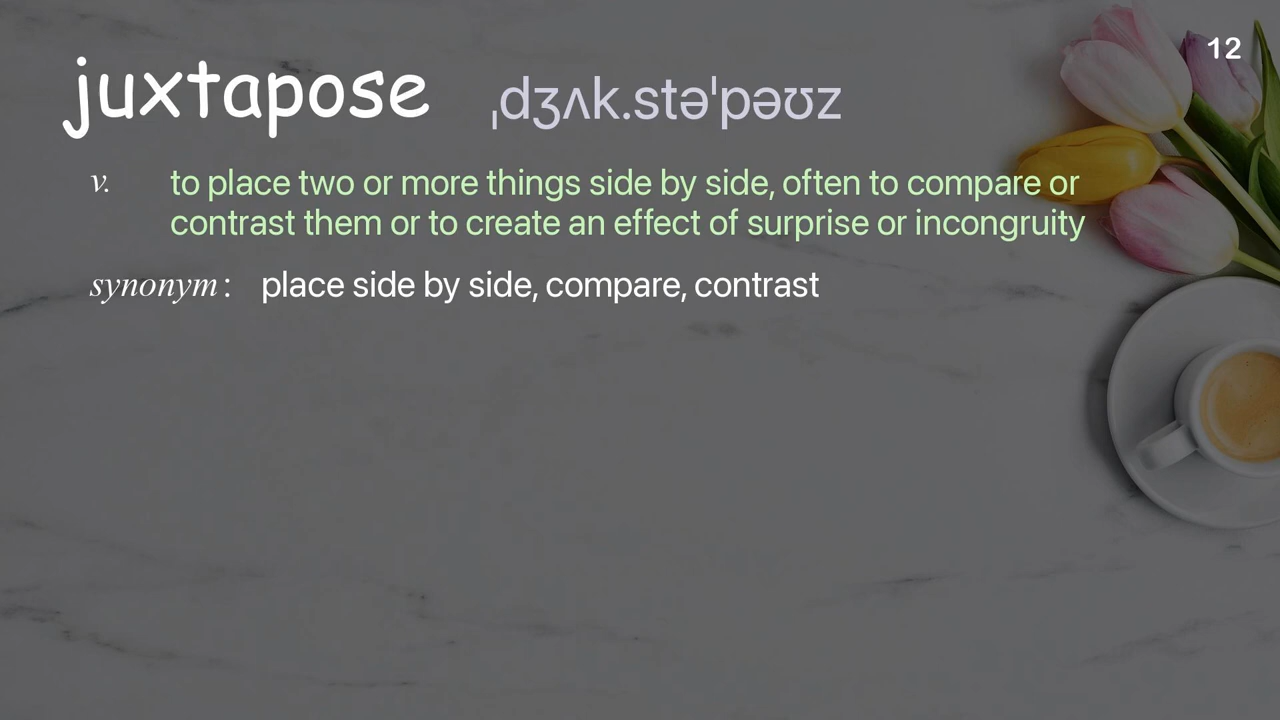 12
juxtapose ˌdʒʌk.stəˈpəʊz
v. to place two or more things side by side, often to compare or
contrast them or to create an effect of surprise or incongruity
synonym : place side by side, compare, contrast